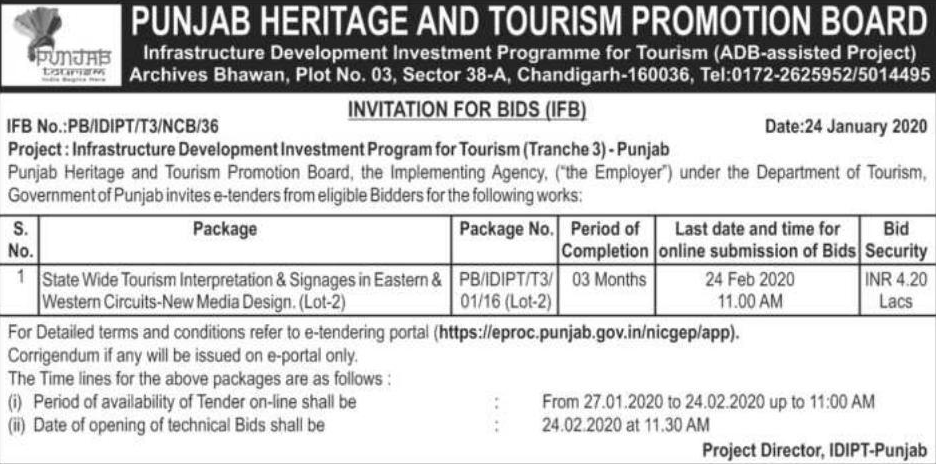 PUNJAB HERITAGE AND TOURISM PROMOTION BOARD
Infrastructure Development Investment Programme for Tourism (ADB-assisted Project)
Archives Bhawan, Plot No. 03, Sector 38-A, Chandigarh-160036, Tel:0172-2625952/5014495
PUNJAB
tourism
India Begins Here
INVITATION FOR BIDS (IFB)
IFB No.:PB/IDIPT/T3/NCB/36 Date:24 January 2020
Project : Infrastructure Development Investment Program for Tourism (Tranche 3) - Punjab
Punjab Heritage and Tourism Promotion Board, the Implementing Agency, ("the Employer") under the Department of Tourism,
Government of Punjab invites e-tenders from eligible Bidders for the following works:
S. No. Package Package No. Period of Completion Last date and time for online submission of Bids Bid Security
1 State Wide Tourism Interpretation & Signages in Eastern & PB/IDIPT/T3/ 03 Months 24 Feb 2020 INR 4.20
Western Circuits-New Media Design. (Lot-2) 01/16 (Lot-2) 11.00 AM Lacs
For Detailed terms and conditions refer to e-tendering portal (https://eproc.punjab.gov.in/nicgep/app).
Corrigendum if any will be issued on e-portal only.
The Time lines for the above packages are as follows :
(i) Period of availability of Tender on-line shall be : From 27.01.2020 to 24.02.2020 up to 11:00 AM
(ii) Date of opening of technical Bids shall be : 24.02.2020 at 11.30 AM
Project Director, IDIPT-Punjab